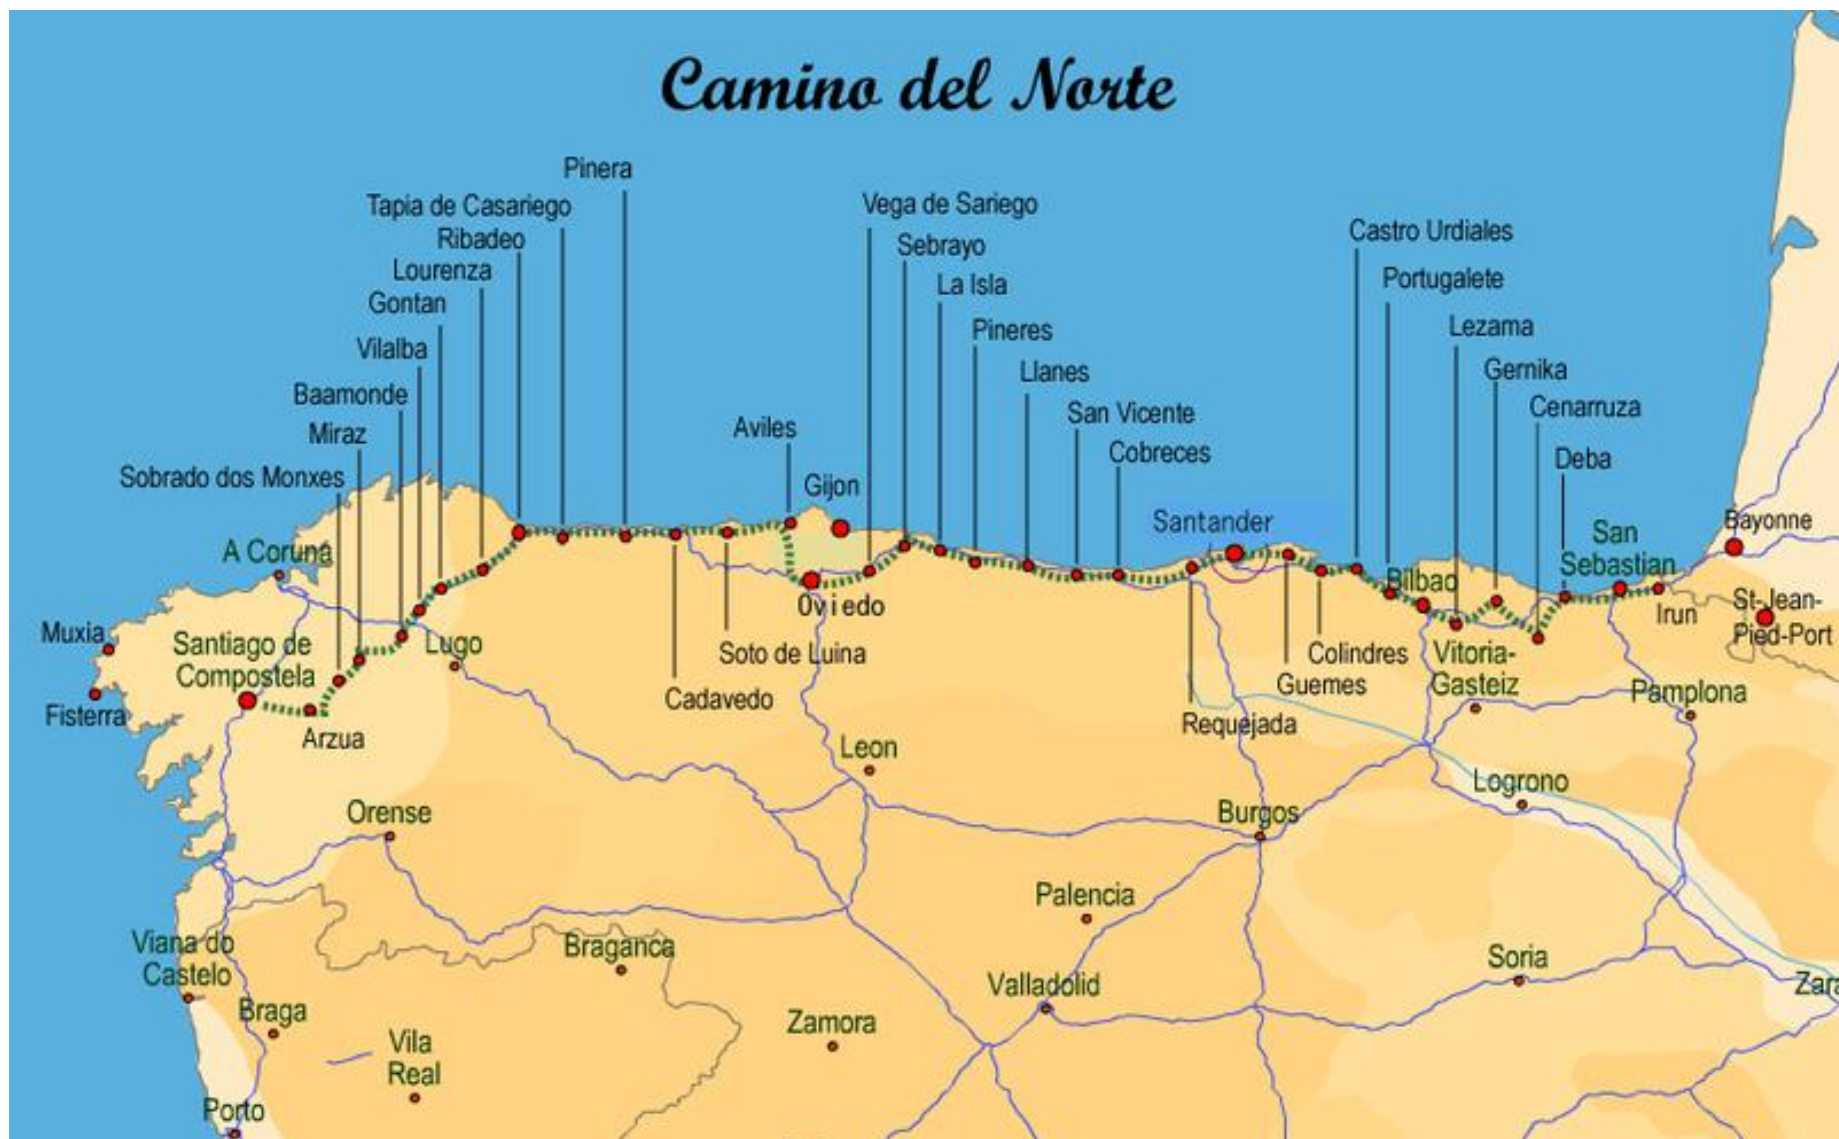 Camino del Norte
Pinera
Tapia de Casariego
Ribadeo
Lourenza
Gontan
Vilalba
Baamonde
Miraz
Sobrado dos Monxes
Vega de Sariego
Sebrayo
La Isla
Pineres
Llanes
San Vicente
Cobreces
Castro Urdiales
Portugalete
Lezama
Gernika
Cenarruza
Deba
Aviles
Gijon
Santander
San
Sebastian
Bayonne
A Coruna
Bilbao
Oviedo
Irun
St-Jean-
Pied-Port
Muxia
Santiago de
Compostela
Lugo
Fisterra
Arzua
Soto de Luina
Cadavedo
Colindres
Guemes
Requejada
Vitoria-
Gasteiz
Pamplona
Leon
Logrono
Orense
Burgos
Palencia
Viana do
Castelo
Braganca
Soria
Valladolid
Zara
Braga
Zamora
Vila
Real
Porto